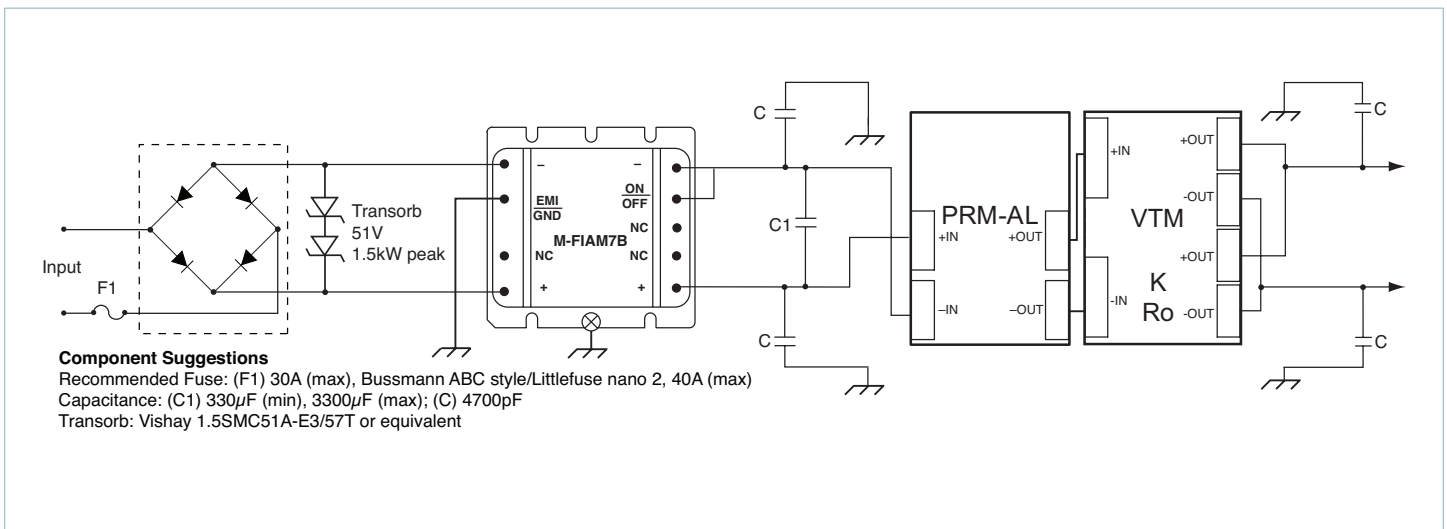 Input
F1
Transorb
51V
1.5kW peak
–
EMI
GND
NC
+
M-FIAM7B
–
ON
OFF
NC
NC
+
C
C1
C
PRM-AL
+IN
–IN
+OUT
–OUT
+IN
-IN
VTM
K
Ro
+OUT
-OUT
+OUT
-OUT
C
C
Component Suggestions
Recommended Fuse: (F1) 30A (max), Bussmann ABC style/Littlefuse nano 2, 40A (max)
Capacitance: (C1) 330µF (min), 3300µF (max); (C) 4700pF
Transorb: Vishay 1.5SMC51A-E3/57T or equivalent